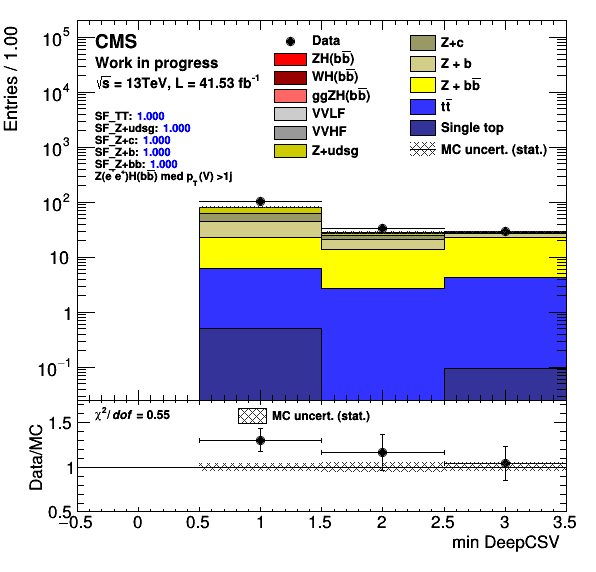 CMS
Work in progress
√s = 13TeV, L = 41.53 fb⁻¹
SF_TT: 1.000
SF_Z+udsg: 1.000
SF_Z+c: 1.000
SF_Z+b: 1.000
SF_Z+bb: 1.000
Z(e⁻e⁺)H(bb̅) med p_T(V) >1j
Data
ZH(bb̅)
WH(bb̅)
ggZH(bb̅)
VVLF
VVHF
Z+udsg
Z+c
Z + b
Z + bb̅
tt̅
Single top
MC uncert. (stat.)
Entries / 1.00
10⁵
10⁴
10³
10²
10
1
10⁻¹
χ²/dof = 0.55
MC uncert. (stat.)
Data/MC
1.5
1
0.5
−0.5 0 0.5 1 1.5 2 2.5 3 3.5
min DeepCSV